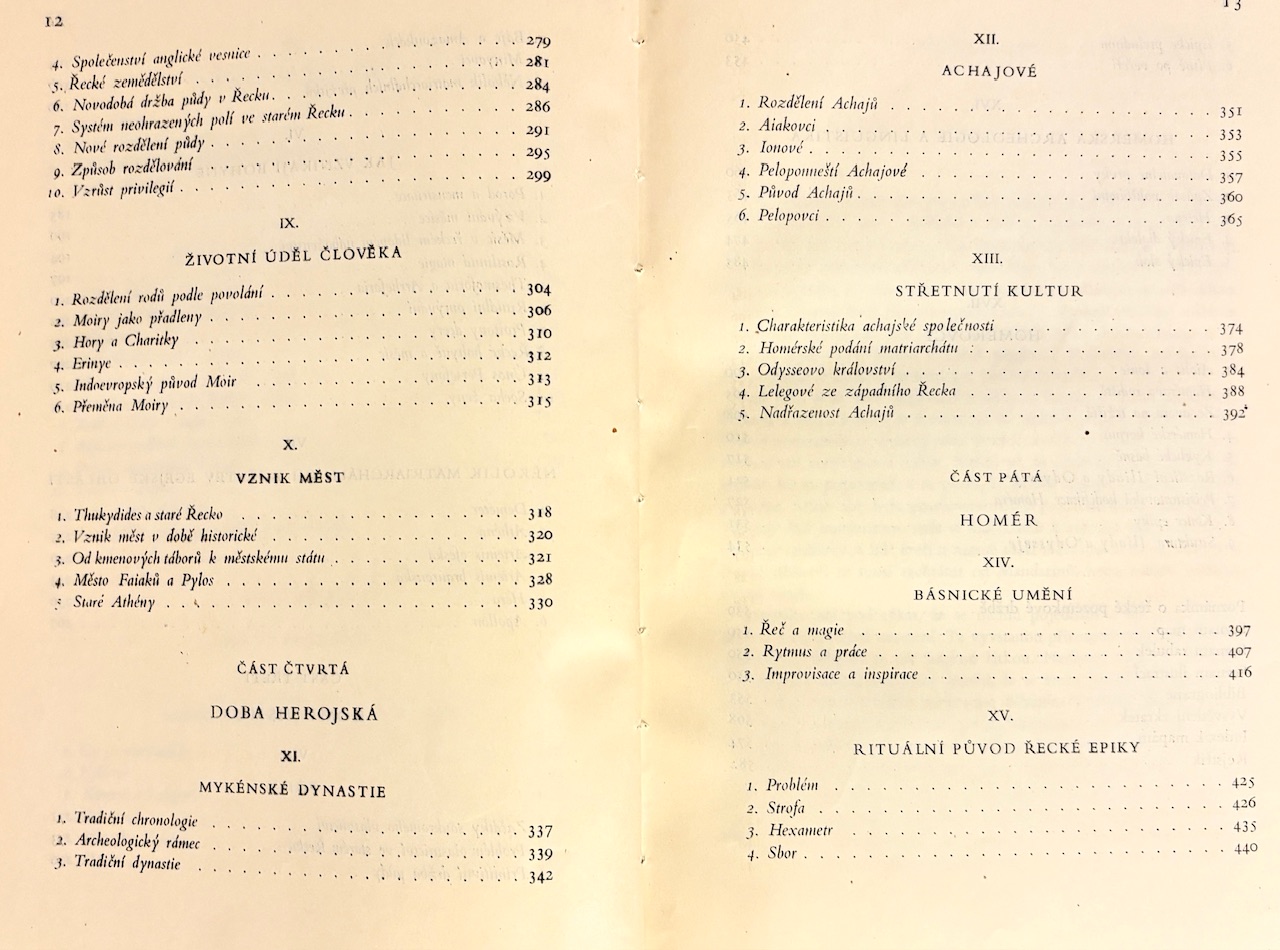 12
4. Společenství anglické vesnice . . . . . . . . . . . . . . . 279
5. Řecké zemědělství . . . . . . . . . . . . . . . 281
6. Novodobá držba půdy v Řecku . . . . . . . . . . . . . . . 284
7. Systém neohrazených polí ve starém Řecku . . . . . . . . . . . . 286
8. Nové rozdělení půdy . . . . . . . . . . . . . . . 291
9. Způsob rozdělování . . . . . . . . . . . . . . . 295
10. Vzrůst privilegií . . . . . . . . . . . . . . . 299
IX.
ŽIVOTNÍ ÚDĚL ČLOVĚKA
1. Rozdělení rodů podle povolání . . . . . . . . . . . . . . . 304
2. Moiry jako přadleny . . . . . . . . . . . . . . . 306
3. Hory a Charitky . . . . . . . . . . . . . . . 310
4. Erinye . . . . . . . . . . . . . . . 312
5. Indoevropský původ Moir . . . . . . . . . . . . . . . 313
6. Přeměna Moiry . . . . . . . . . . . . . . . 315
X.
VZNIK MĚST
1. Thukydides a staré Řecko . . . . . . . . . . . . . . . 318
2. Vznik měst v době historické . . . . . . . . . . . . . . . 320
3. Od kmenových táborů k městskému státu . . . . . . . . . . . . 321
4. Město Faiaků a Pylos . . . . . . . . . . . . . . . 328
5 Staré Athény . . . . . . . . . . . . . . . 330
ČÁST ČTVRTÁ
DOBA HEROJSKÁ
XI.
MYKÉNSKÉ DYNASTIE
1. Tradiční chronologie . . . . . . . . . . . . . . . 337
2. Archeologický rámec . . . . . . . . . . . . . . . 339
3. Tradiční dynastie . . . . . . . . . . . . . . . 342
13
XII.
ACHAJOVÉ
1. Rozdělení Achajů . . . . . . . . . . . . . . . 351
2. Aiakovci . . . . . . . . . . . . . . . 353
3. Ionové . . . . . . . . . . . . . . . 355
4. Peloponneští Achajové . . . . . . . . . . . . . . . 357
5. Původ Achajů . . . . . . . . . . . . . . . 360
6. Pelopovci . . . . . . . . . . . . . . . 365
XIII.
STŘETNUTÍ KULTUR
1. Charakteristika achajské společnosti . . . . . . . . . . . . 374
2. Homérské podání matriarchátu . . . . . . . . . . . . . . . 378
3. Odysseovo království . . . . . . . . . . . . . . . 384
4. Lelegové ze západního Řecka . . . . . . . . . . . . . . . 388
5. Nadřazenost Achajů . . . . . . . . . . . . . . . 392
ČÁST PÁTÁ
HOMÉR
XIV.
BÁSNICKÉ UMĚNÍ
1. Řeč a magie . . . . . . . . . . . . . . . 397
2. Rytmus a práce . . . . . . . . . . . . . . . 407
3. Improvisace a inspirace . . . . . . . . . . . . . . . 416
XV.
RITUÁLNÍ PŮVOD ŘECKÉ EPIKY
1. Problém . . . . . . . . . . . . . . . 425
2. Strofa . . . . . . . . . . . . . . . 426
3. Hexametr . . . . . . . . . . . . . . . 435
4. Sbor . . . . . . . . . . . . . . . 440